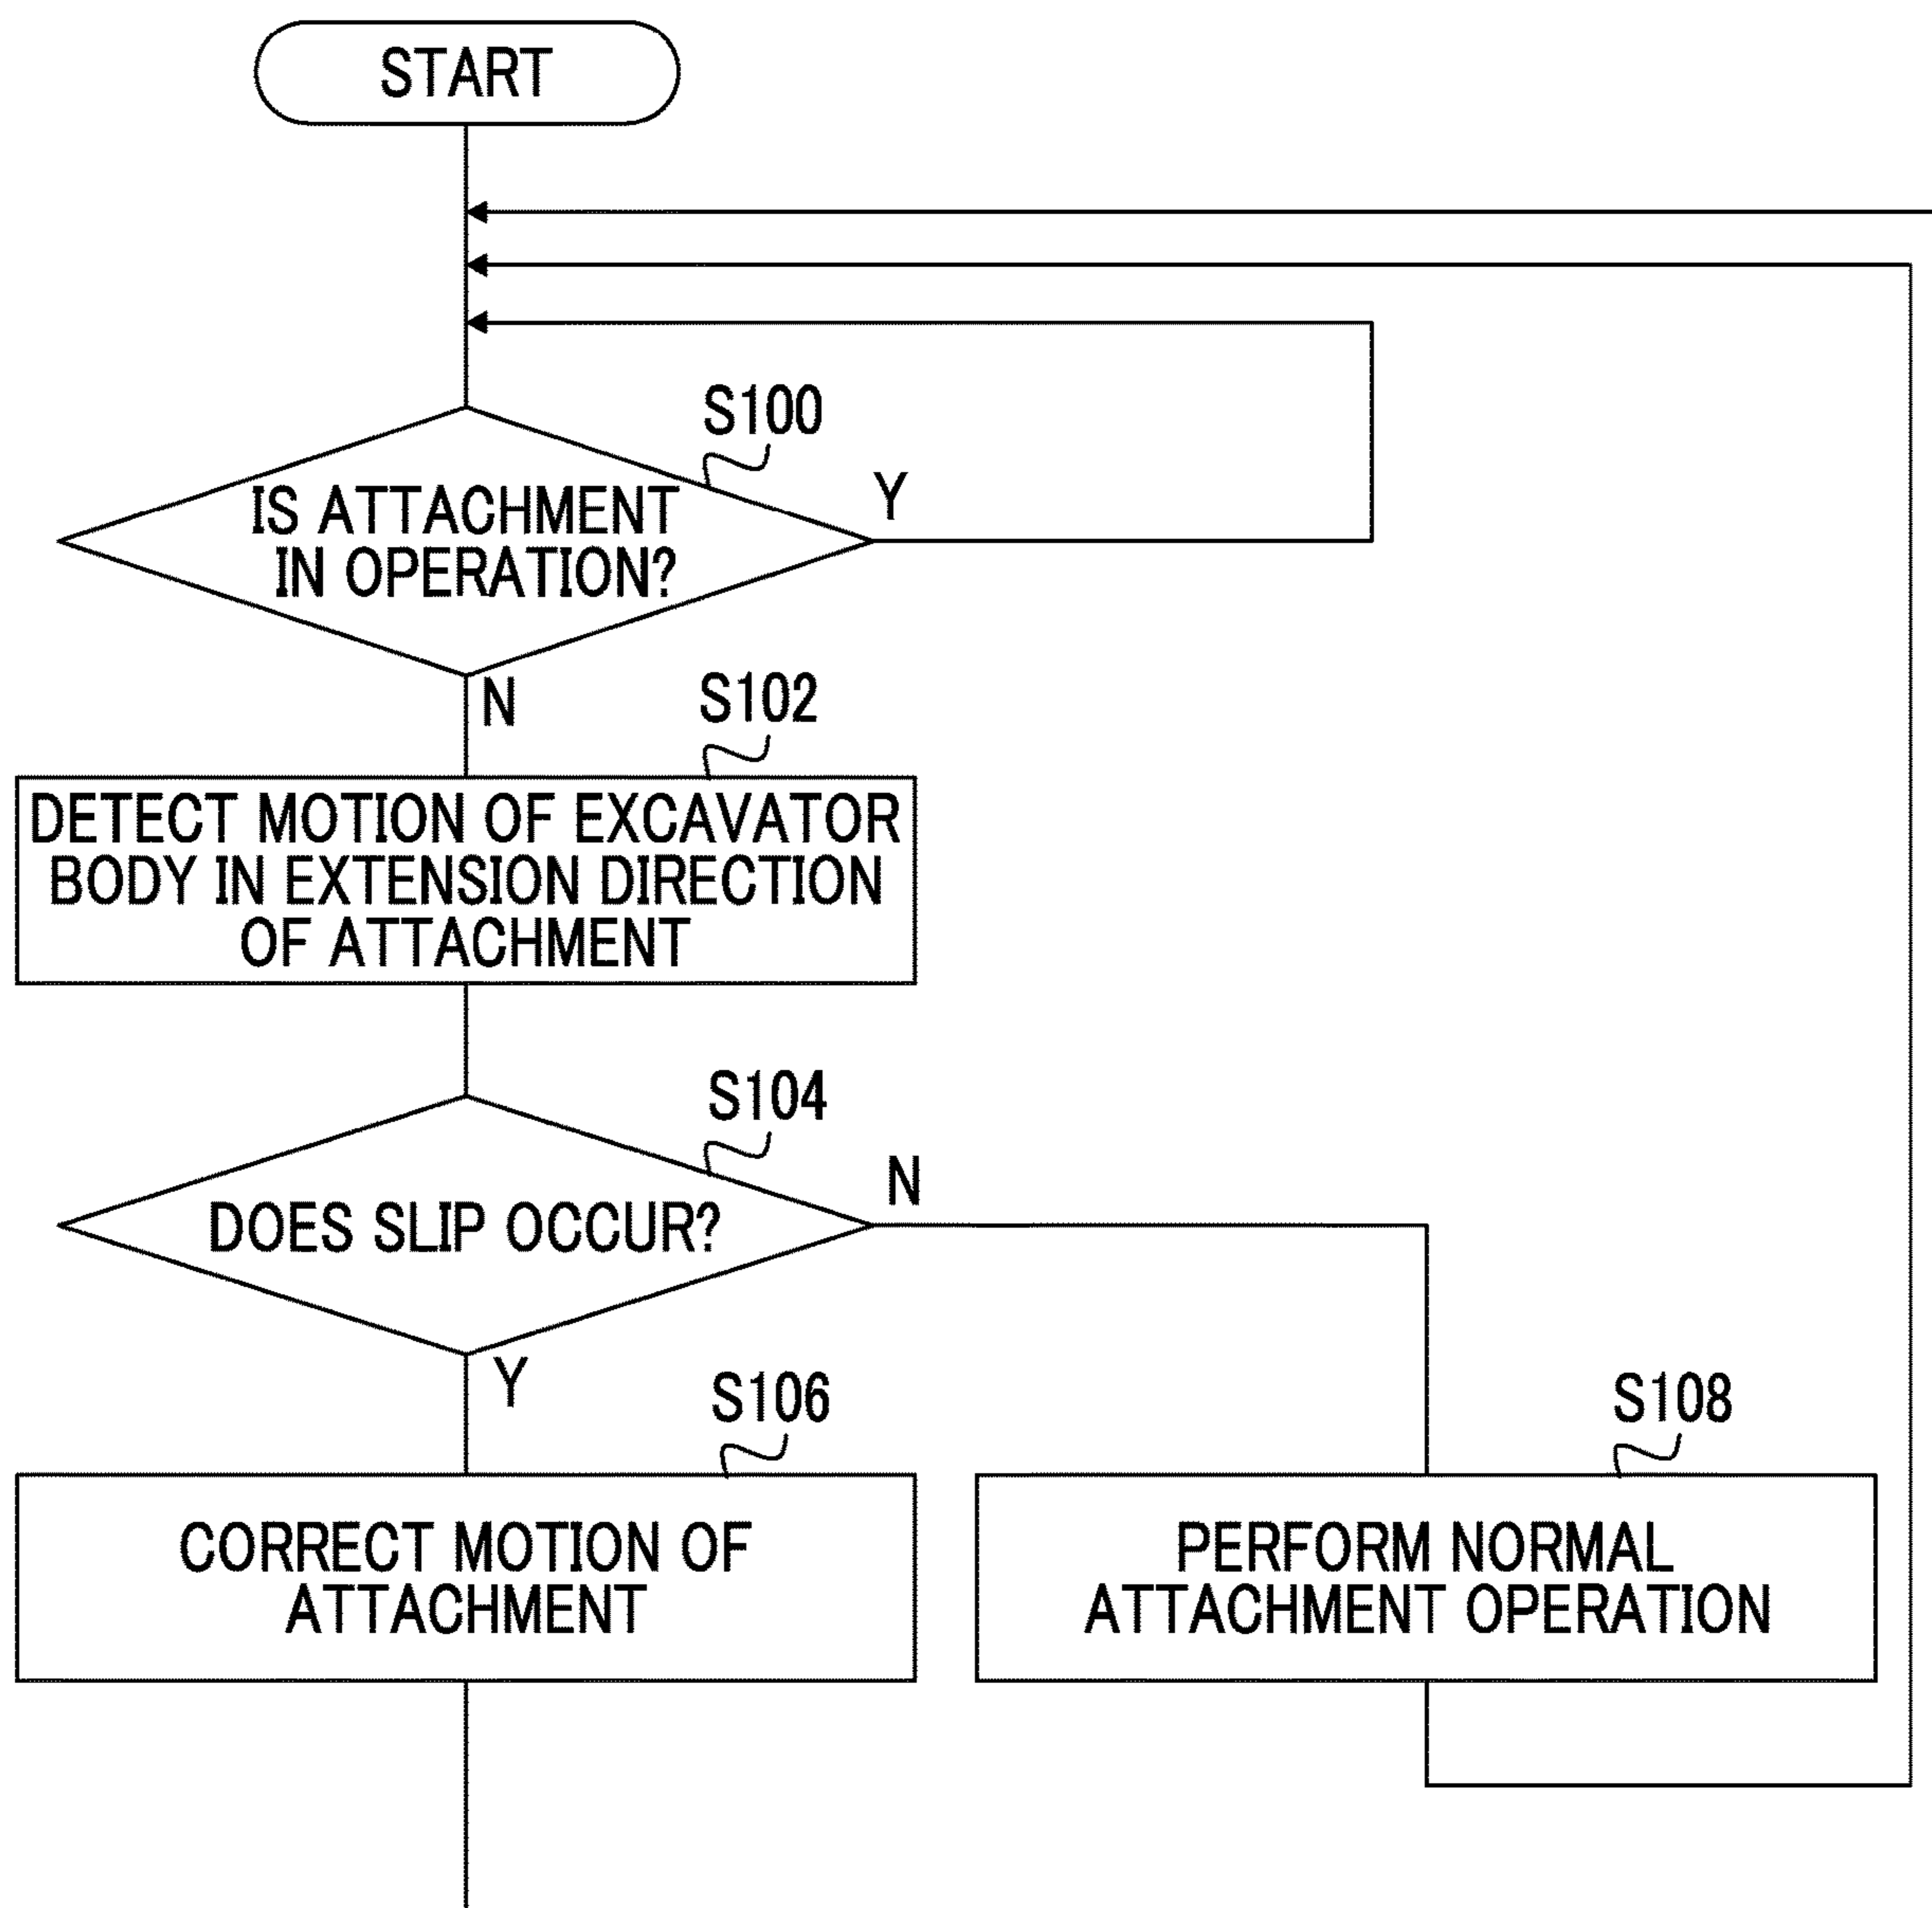 START
S100
IS ATTACHMENT
IN OPERATION?
Y
N
S102
DETECT MOTION OF EXCAVATOR
BODY IN EXTENSION DIRECTION
OF ATTACHMENT
S104
DOES SLIP OCCUR?
N
Y
S106
CORRECT MOTION OF
ATTACHMENT
S108
PERFORM NORMAL
ATTACHMENT OPERATION